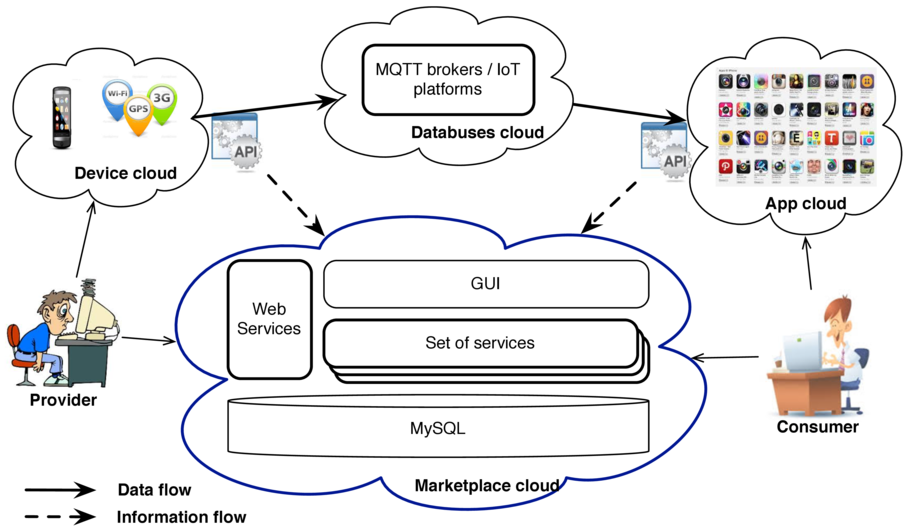 MQTT brokers / IoT
platforms
Databuses cloud
Wi-Fi
GPS
3G
Device cloud
API
API
App cloud
Web
Services
GUI
Set of services
MySQL
Marketplace cloud
Provider
Consumer
Data flow
Information flow